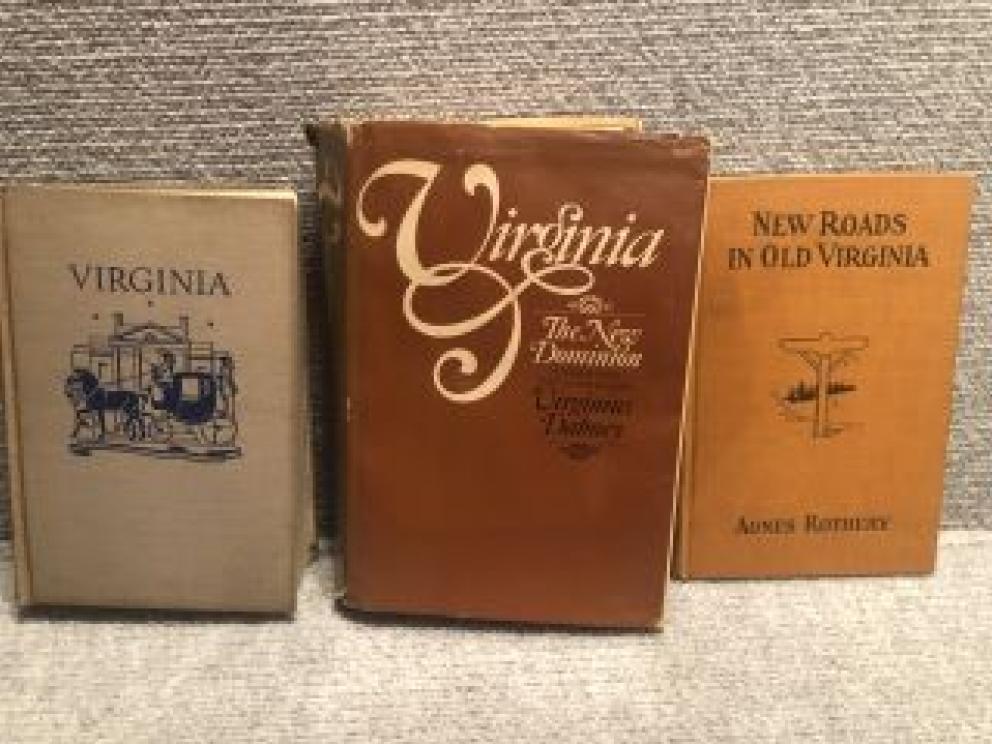 VIRGINIA
Virginia
The New
Dominion
Virginius
Dabney
NEW ROADS
IN OLD VIRGINIA
AGNES ROTHERY